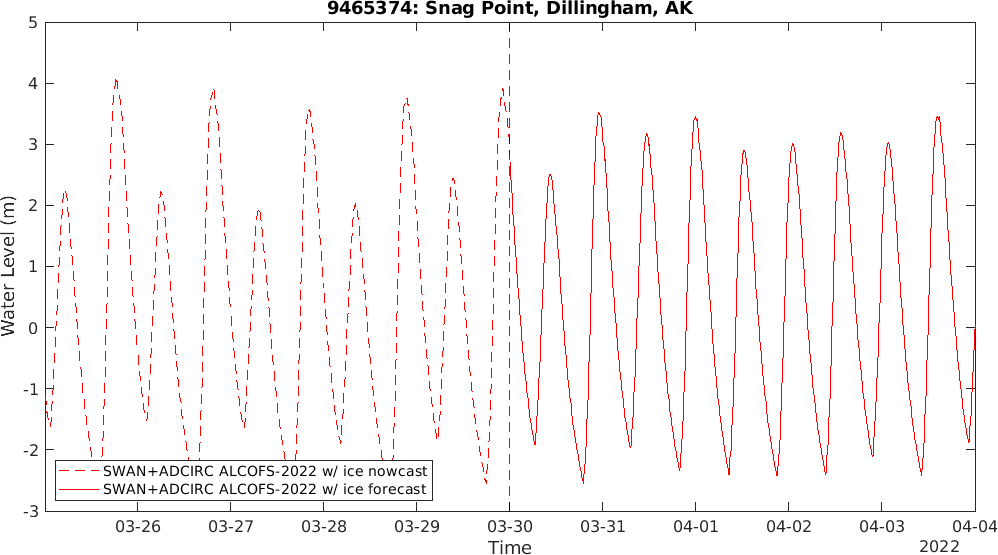 9465374: Snag Point, Dillingham, AK
5
4
3
2
1
0
-1
-2
-3
Water Level (m)
SWAN+ADCIRC ALCOFS-2022 w/ ice nowcast
SWAN+ADCIRC ALCOFS-2022 w/ ice forecast
03-26 03-27 03-28 03-29 03-30 03-31 04-01 04-02 04-03 04-04
Time
2022